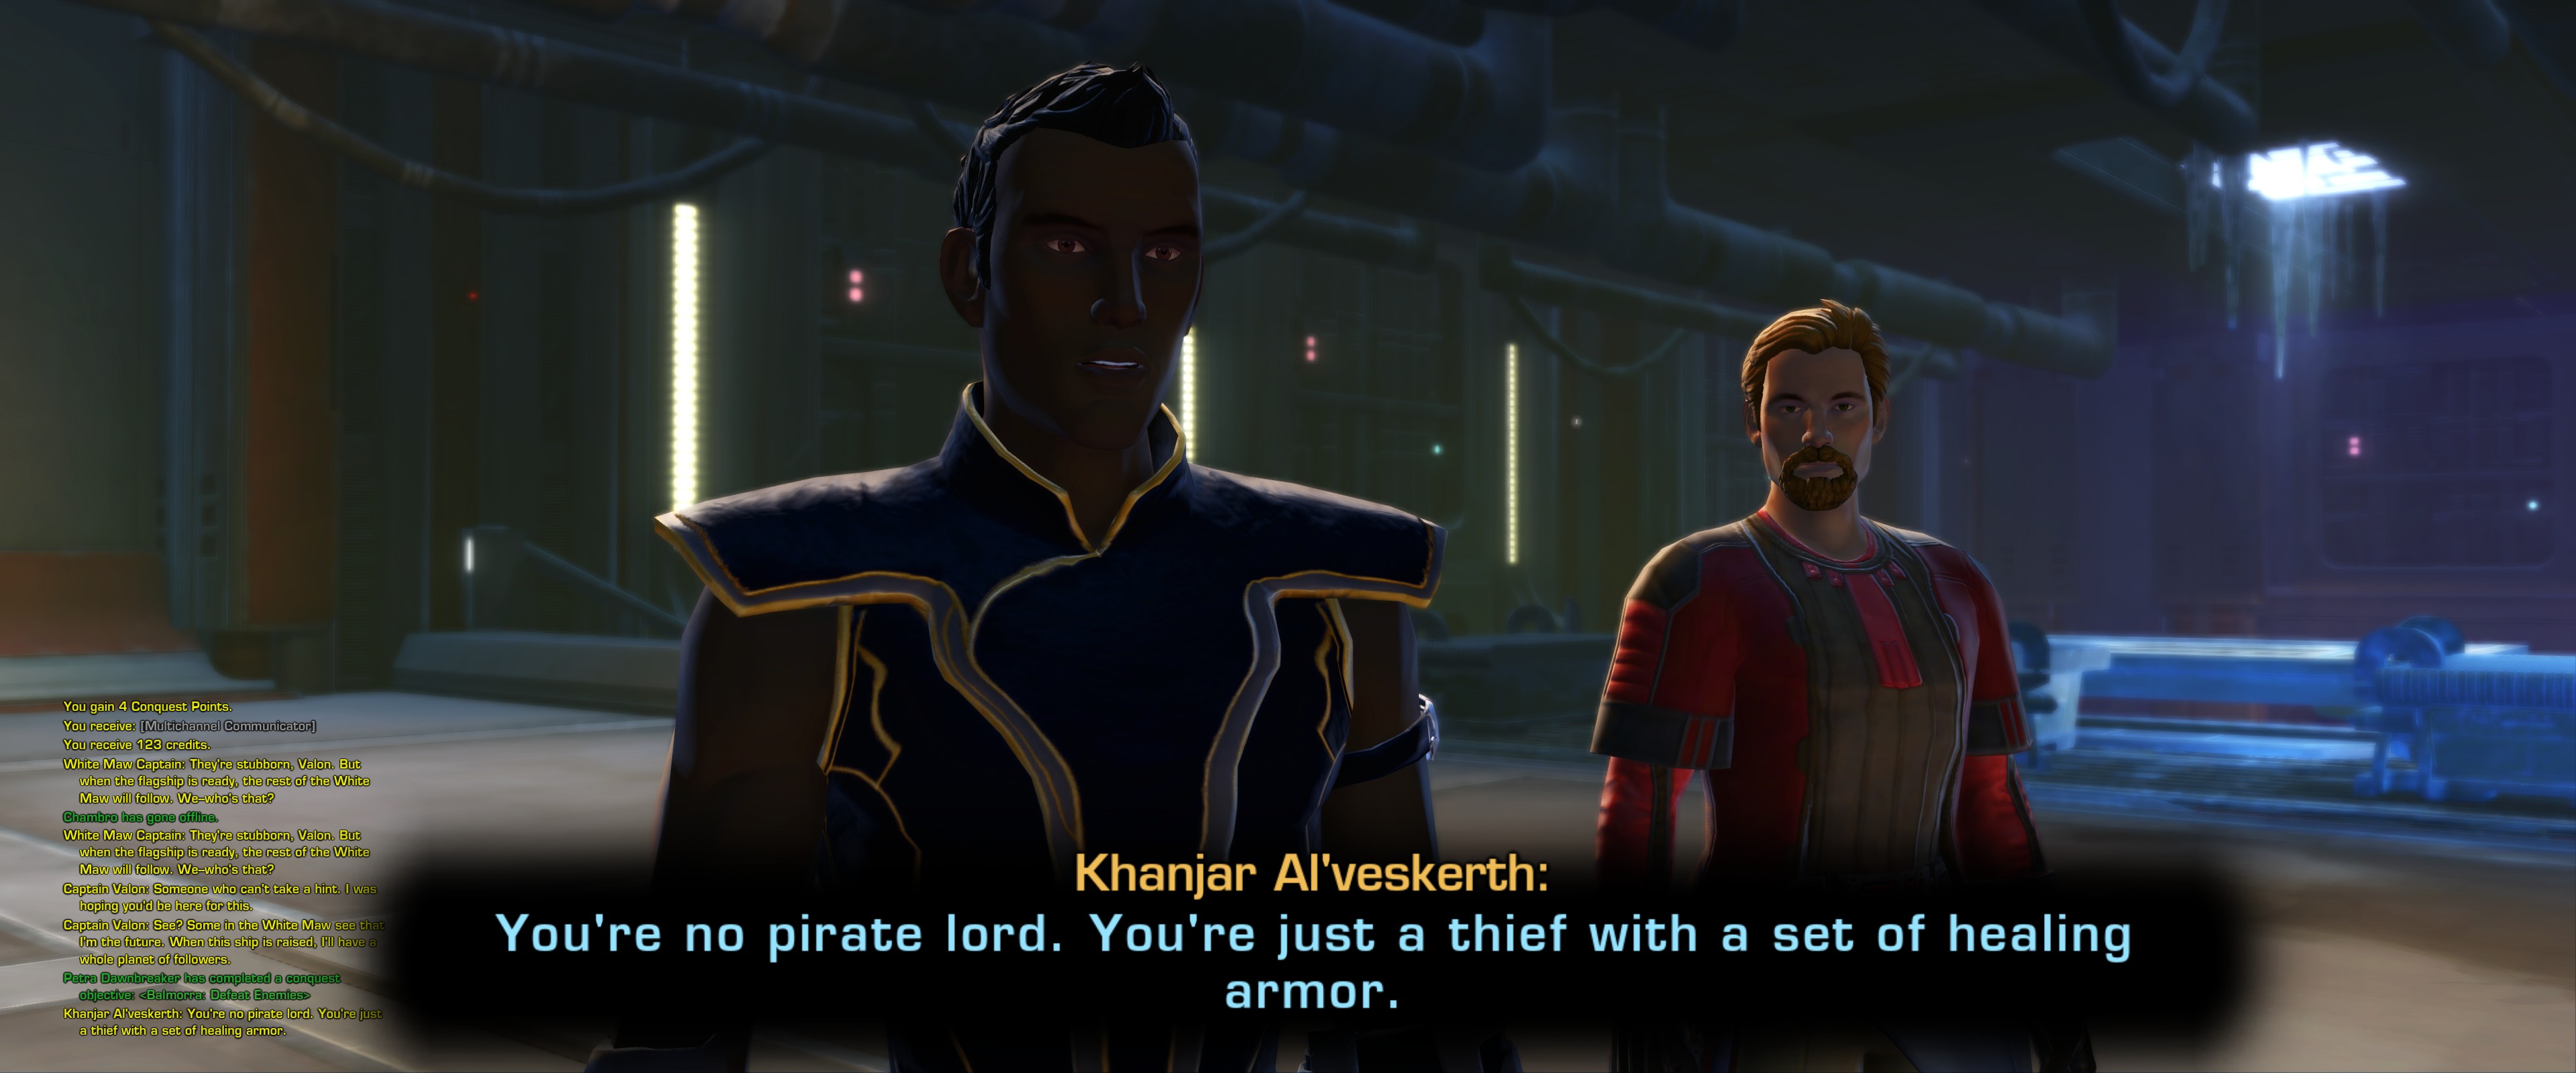 You gain 4 Conquest Points.
You receive: [Multichannel Communicator]
You receive 123 credits.
White Maw Captain: They're stubborn, Valon. But
when the flagship is ready, the rest of the White
Maw will follow. We—who's that?
Chambro has gone offline.
White Maw Captain: They're stubborn, Valon. But
when the flagship is ready, the rest of the White
Maw will follow. We—who's that?
Captain Valon: Someone who can't take a hint. I was
hoping you'd be here for this.
Captain Valon: See? Some in the White Maw see that
I'm the future. When this ship is raised, I'll have a
whole planet of followers.
Petra Dawnbreaker has completed a conquest
objective: <Balmorra: Defeat Enemies>
Khanjar Al'veskerth: You're no pirate lord. You're just
a thief with a set of healing armor.
Khanjar Al'veskerth:
You're no pirate lord. You're just a thief with a set of healing
armor.